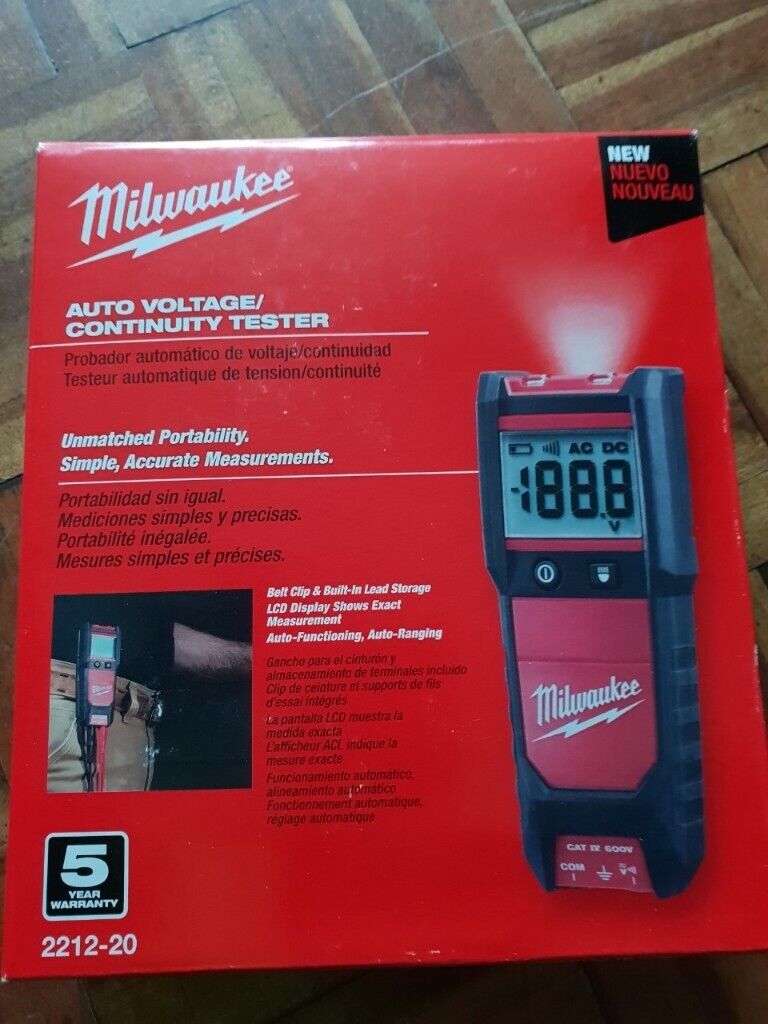 Milwaukee®
NEW
NUEVO
NOUVEAU
AUTO VOLTAGE/
CONTINUITY TESTER
Probador automático de voltaje/continuidad
Testeur automatique de tension/continuité
Unmatched Portability.
Simple, Accurate Measurements.
Portabilidad sin igual.
Mediciones simples y precisas.
Portabilité inégalée.
Mesures simples et précises.
Belt Clip & Built-In Lead Storage
LCD Display Shows Exact
Measurement
Auto-Functioning, Auto-Ranging
Gancho para el cinturón y
almacenamiento de terminales incluido
Clip de ceinture et supports de fils
d'essai intégrés
La pantalla LCD muestra la
medida exacta
L'afficheur ACL indique la
mesure exacte
Funcionamiento automático,
alineamiento automático
Fonctionnement automatique,
réglage automatique
AC DC
-188.8
V
Milwaukee
CAT IV 600V
COM
5
YEAR
WARRANTY
2212-20